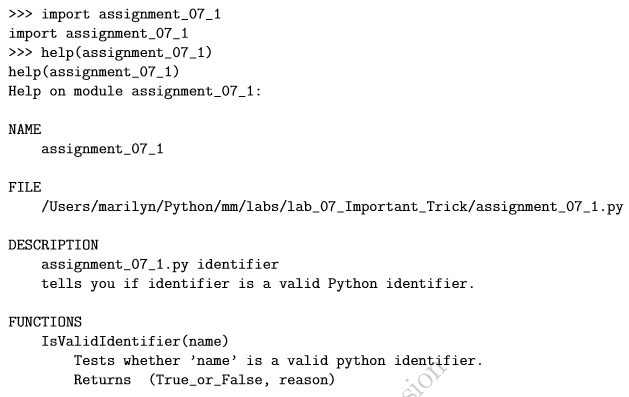 >>> import assignment_07_1
import assignment_07_1
>>> help(assignment_07_1)
help(assignment_07_1)
Help on module assignment_07_1:
NAME
    assignment_07_1
FILE
    /Users/marilyn/Python/mm/labs/lab_07_Important_Trick/assignment_07_1.py
DESCRIPTION
    assignment_07_1.py identifier
    tells you if identifier is a valid Python identifier.
FUNCTIONS
    IsValidIdentifier(name)
        Tests whether ’name’ is a valid python identifier.
        Returns  (True_or_False, reason)